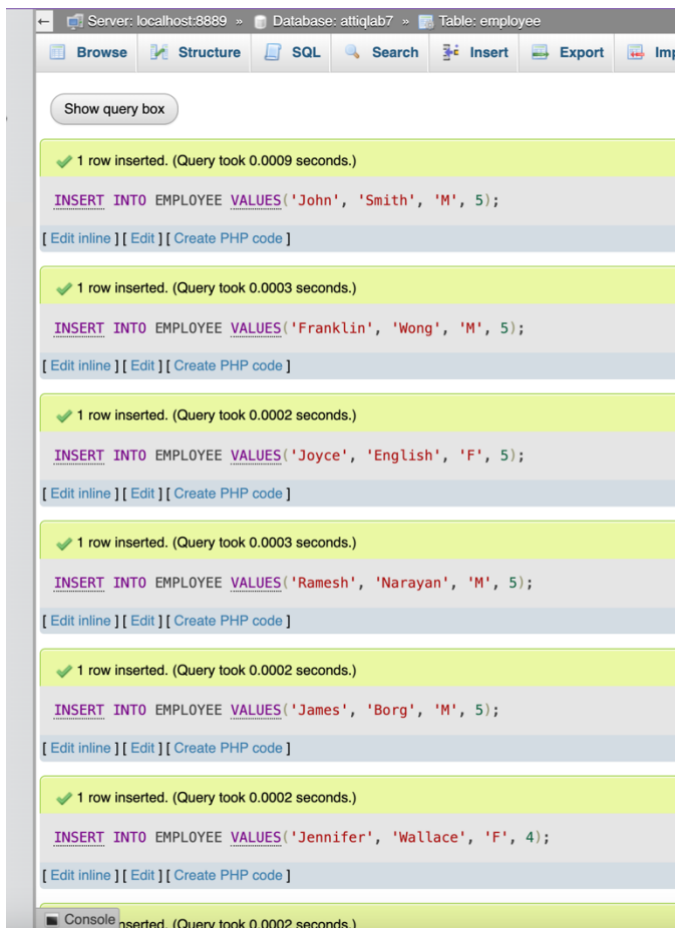 Server: localhost:8889 » Database: attiqlab7 » Table: employee
Browse Structure SQL Search Insert Export
Show query box
1 row inserted. (Query took 0.0009 seconds.)
INSERT INTO EMPLOYEE VALUES('John', 'Smith', 'M', 5);
[ Edit inline ] [ Edit ] [ Create PHP code ]
1 row inserted. (Query took 0.0003 seconds.)
INSERT INTO EMPLOYEE VALUES('Franklin', 'Wong', 'M', 5);
[ Edit inline ] [ Edit ] [ Create PHP code ]
1 row inserted. (Query took 0.0002 seconds.)
INSERT INTO EMPLOYEE VALUES('Joyce', 'English', 'F', 5);
[ Edit inline ] [ Edit ] [ Create PHP code ]
1 row inserted. (Query took 0.0003 seconds.)
INSERT INTO EMPLOYEE VALUES('Ramesh', 'Narayan', 'M', 5);
[ Edit inline ] [ Edit ] [ Create PHP code ]
1 row inserted. (Query took 0.0002 seconds.)
INSERT INTO EMPLOYEE VALUES('James', 'Borg', 'M', 5);
[ Edit inline ] [ Edit ] [ Create PHP code ]
1 row inserted. (Query took 0.0002 seconds.)
INSERT INTO EMPLOYEE VALUES('Jennifer', 'Wallace', 'F', 4);
[ Edit inline ] [ Edit ] [ Create PHP code ]
Console nserted. (Query took 0.0002 seconds.)